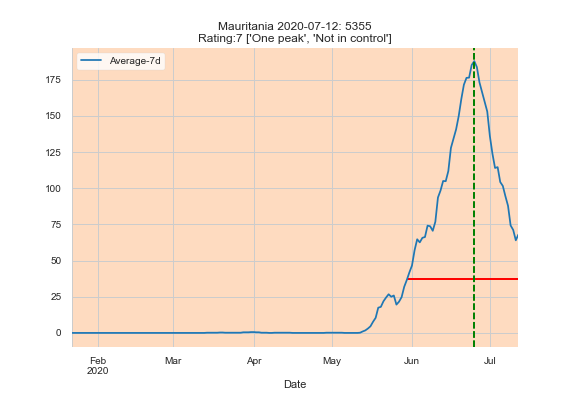 Mauritania 2020-07-12: 5355
Rating:7 ['One peak', 'Not in control']
Average-7d
175
150
125
100
75
50
25
0
Feb Mar Apr May Jun Jul
2020
Date